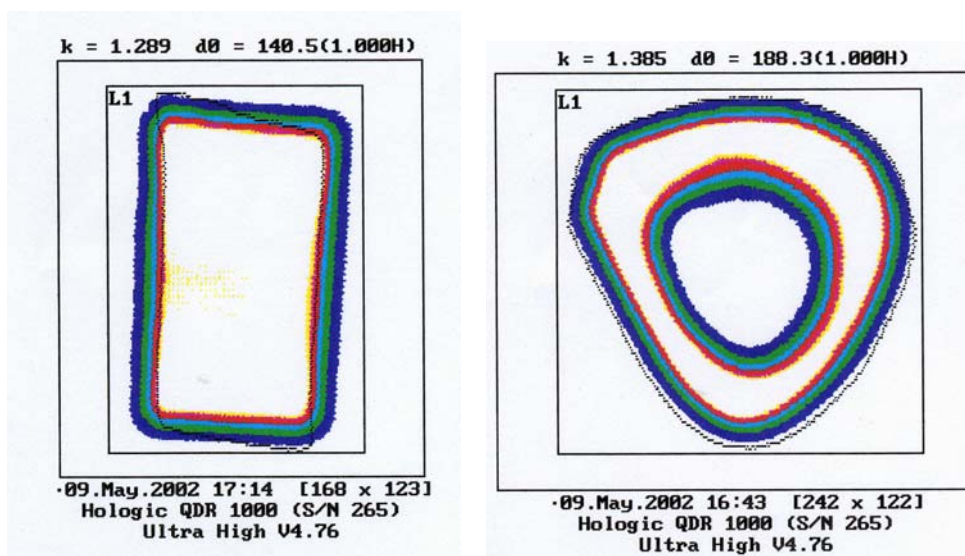 k = 1.289 d0 = 140.5(1.000H)
L1
·09.May.2002 17:14 [168 x 123]
Hologic QDR 1000 (S/N 265)
Ultra High V4.76
k = 1.385 d0 = 188.3(1.000H)
L1
·09.May.2002 16:43 [242 x 122]
Hologic QDR 1000 (S/N 265)
Ultra High V4.76